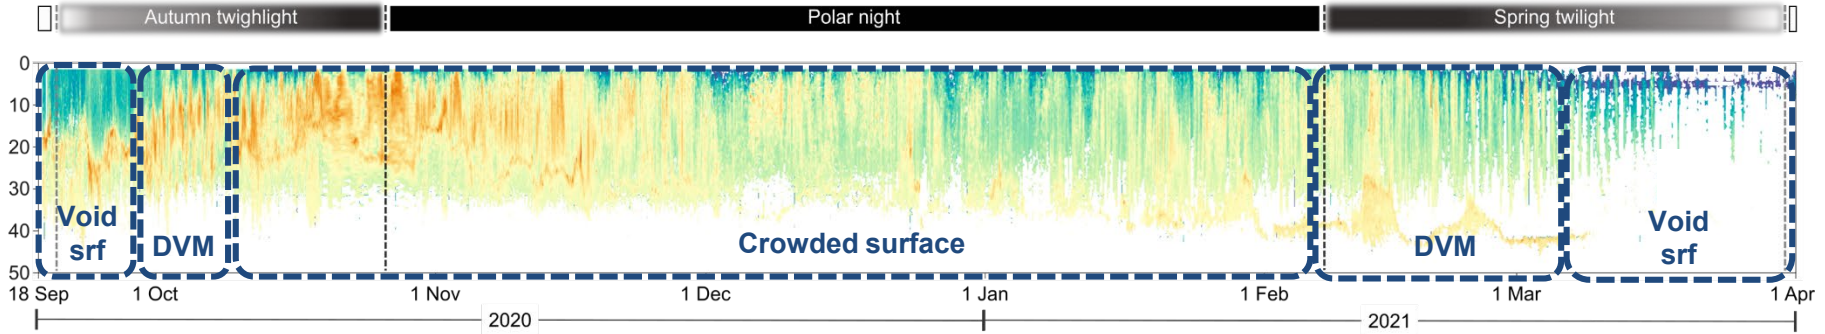 Autumn twighlight
Polar night
Spring twilight
0
10
20
30
40
50
Void
srf
DVM
Crowded surface
DVM
Void
srf
18 Sep
1 Oct
1 Nov
1 Dec
1 Jan
1 Feb
1 Mar
1 Apr
2020
2021